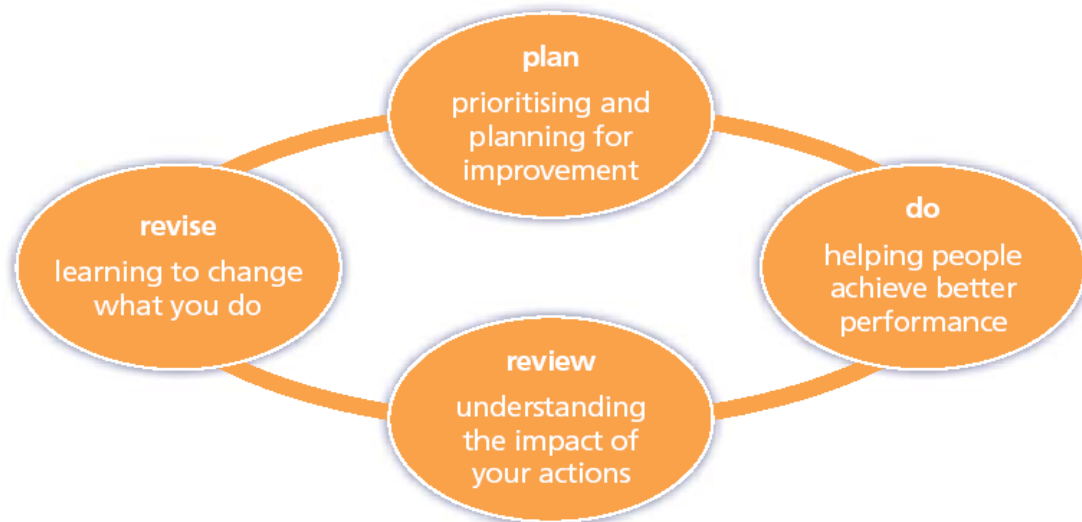 plan
prioritising and
planning for
improvement
do
helping people
achieve better
performance
review
understanding
the impact of
your actions
revise
learning to change
what you do